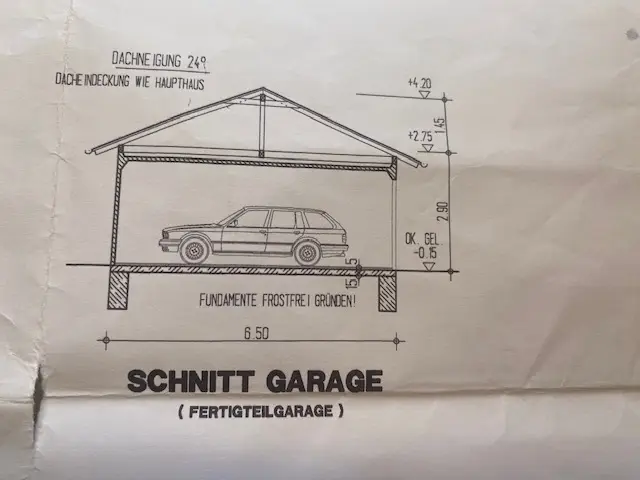 DACHNEIGUNG 24°
DACHEINDECKUNG WIE HAUPTHAUS
+4.20
1.45
+2.75
2.90
OK. GEL.
-0.15
15 5
FUNDAMENTE FROSTFREI GRÜNDEN!
6.50
SCHNITT GARAGE
( FERTIGTEILGARAGE )